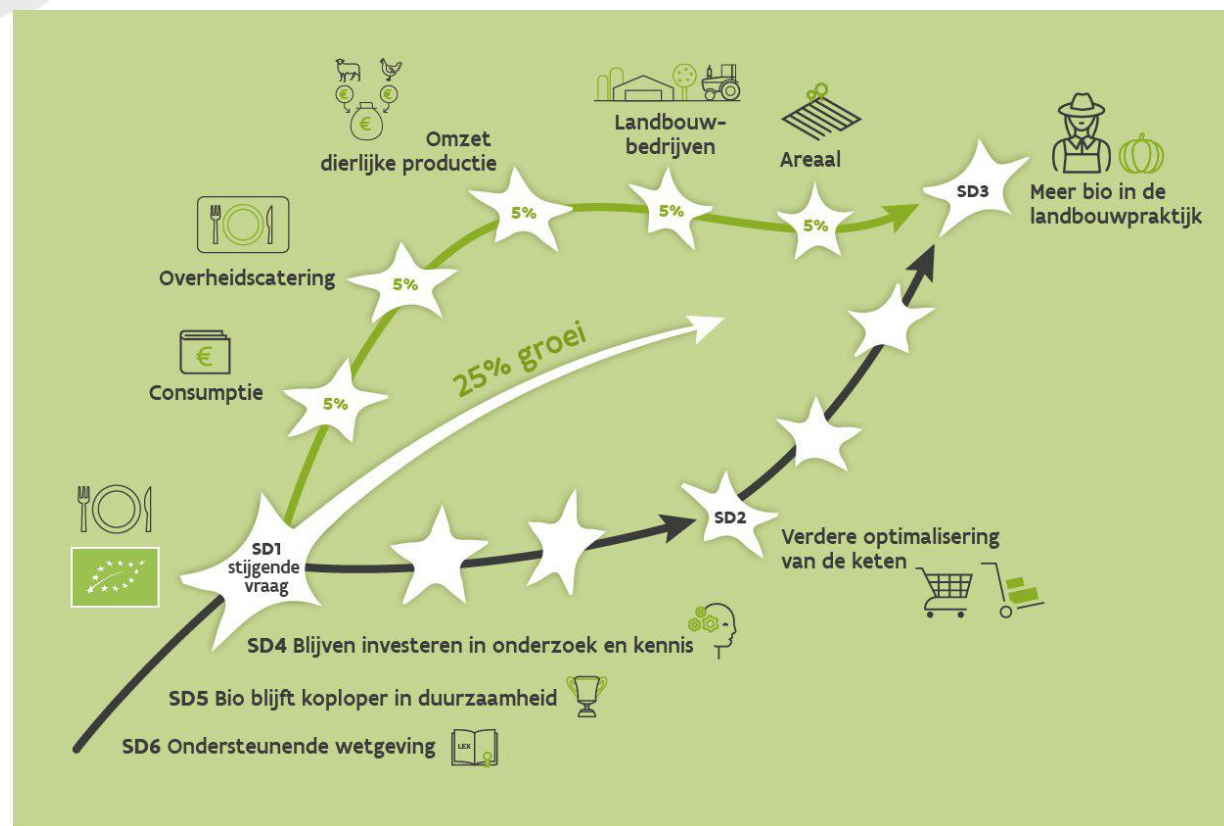 Omzet
dierlijke productie
5%
Landbouw-
bedrijven
5%
Areaal
5%
SD3
Meer bio in de
landbouwpraktijk
Overheidscatering
5%
Consumptie
5%
25% groei
SD1
stijgende
vraag
SD2
Verdere optimalisering
van de keten
SD4 Blijven investeren in onderzoek en kennis
SD5 Bio blijft koploper in duurzaamheid
SD6 Ondersteunende wetgeving
LEX
€
€
€
€